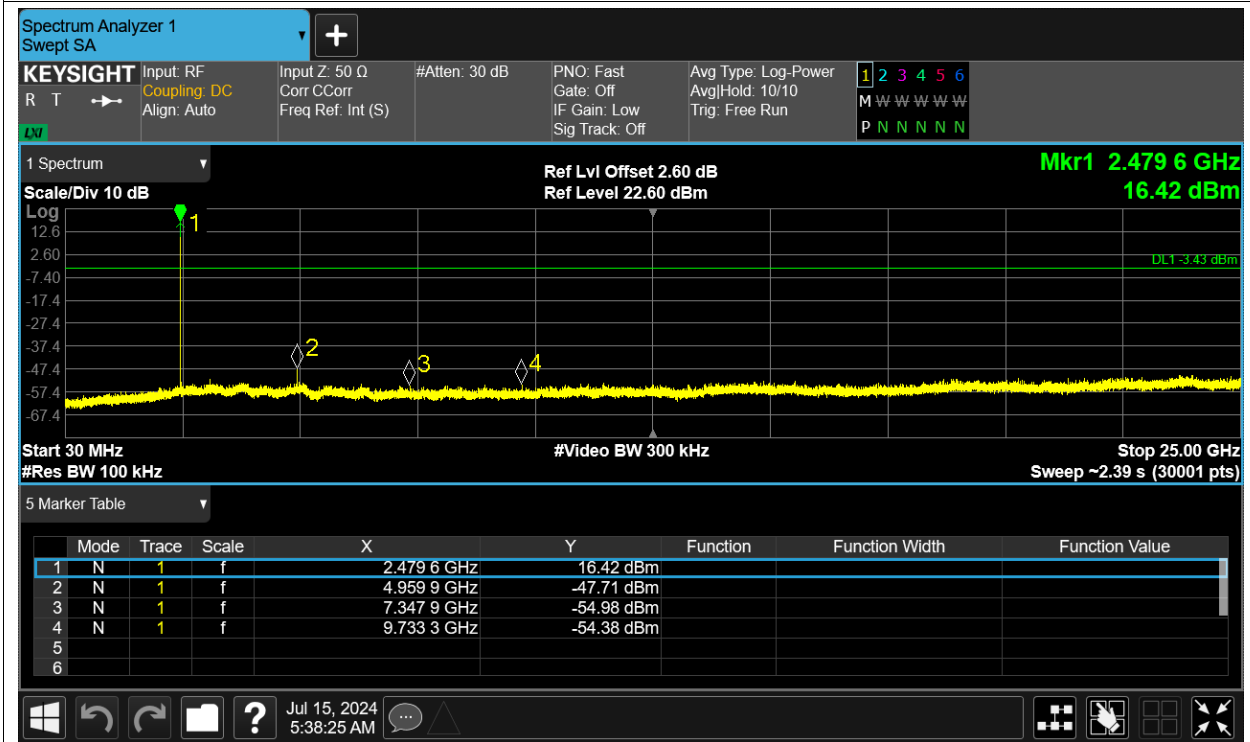 Spectrum Analyzer 1
Swept SA
+
KEYSIGHT
R T
LXI
Input: RF
Coupling: DC
Align: Auto
Input Z: 50 Ω
Corr CCorr
Freq Ref: Int (S)
#Atten: 30 dB
PNO: Fast
Gate: Off
IF Gain: Low
Sig Track: Off
Avg Type: Log-Power
Avg|Hold: 10/10
Trig: Free Run
1 2 3 4 5 6
M W W W W W
P N N N N N
1 Spectrum
Scale/Div 10 dB
Ref Lvl Offset 2.60 dB
Ref Level 22.60 dBm
Mkr1 2.479 6 GHz
16.42 dBm
Log
12.6
2.60
-7.40
-17.4
-27.4
-37.4
-47.4
-57.4
-67.4
1
2
3
4
DL1 -3.43 dBm
Start 30 MHz
#Res BW 100 kHz
#Video BW 300 kHz
Stop 25.00 GHz
Sweep ~2.39 s (30001 pts)
5 Marker Table
Mode Trace Scale X Y Function Function Width Function Value
1 N 1 f 2.479 6 GHz 16.42 dBm
2 N 1 f 4.959 9 GHz -47.71 dBm
3 N 1 f 7.347 9 GHz -54.98 dBm
4 N 1 f 9.733 3 GHz -54.38 dBm
5
6
?
Jul 15, 2024
5:38:25 AM